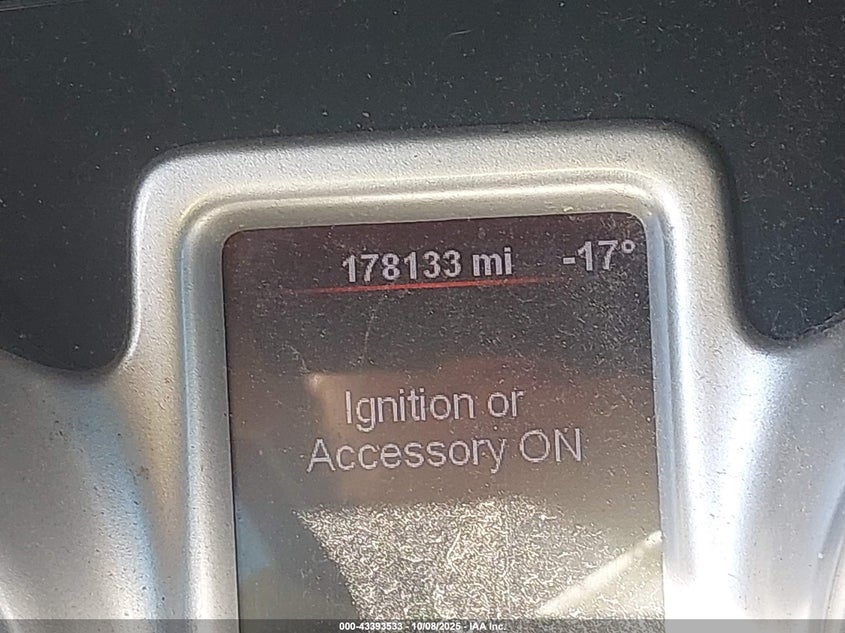 178133 mi -17°
Ignition or
Accessory ON
000-43393533 - 10/08/2025 - IAA Inc.